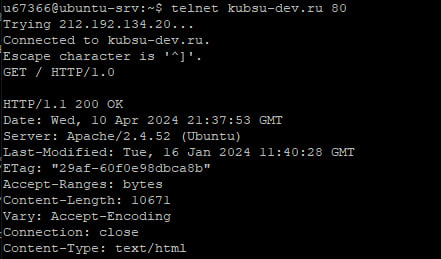 u67366@ubuntu-srv:~$ telnet kubsu-dev.ru 80
Trying 212.192.134.20...
Connected to kubsu-dev.ru.
Escape character is '^]'.
GET / HTTP/1.0

HTTP/1.1 200 OK
Date: Wed, 10 Apr 2024 21:37:53 GMT
Server: Apache/2.4.52 (Ubuntu)
Last-Modified: Tue, 16 Jan 2024 11:40:28 GMT
ETag: "29af-60f0e98dbca8b"
Accept-Ranges: bytes
Content-Length: 10671
Vary: Accept-Encoding
Connection: close
Content-Type: text/html